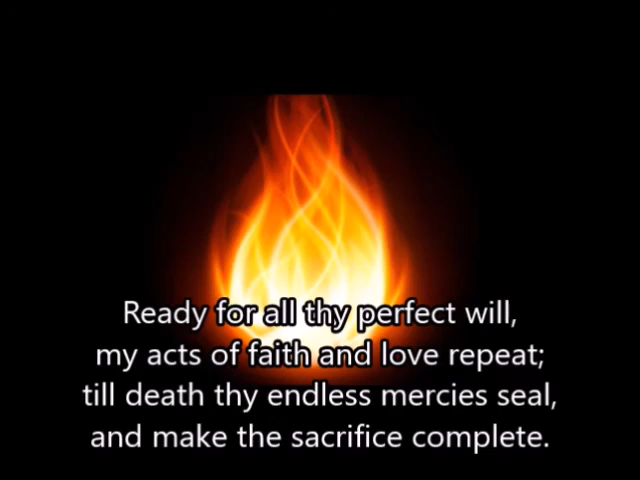 Ready for all thy perfect will,
my acts of faith and love repeat;
till death thy endless mercies seal,
and make the sacrifice complete.